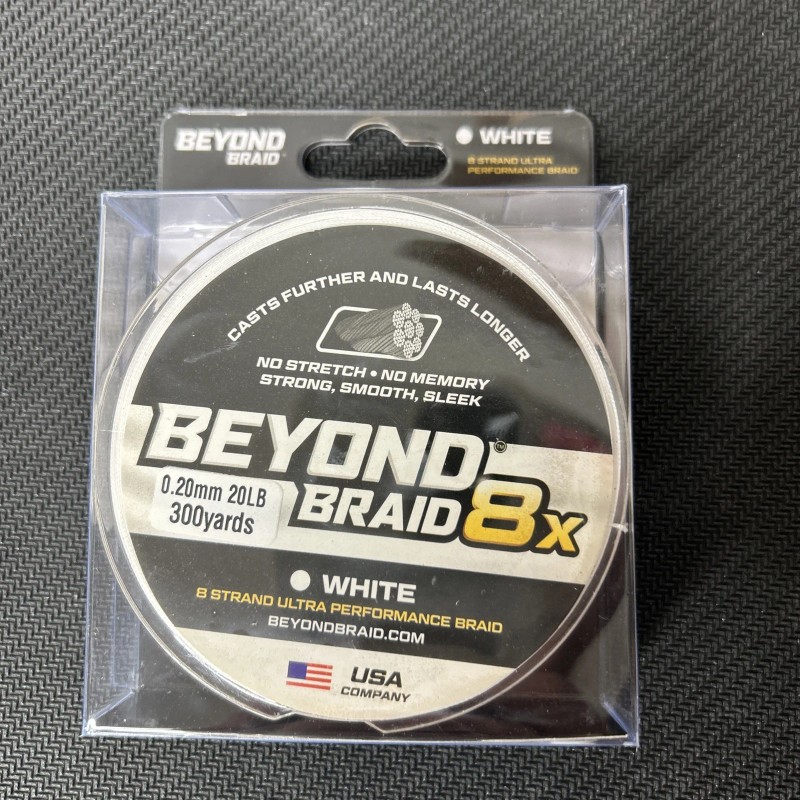 BEYOND
BRAID
WHITE
8 STRAND ULTRA
PERFORMANCE BRAID
CASTS FURTHER AND LASTS LONGER
NO STRETCH • NO MEMORY
STRONG, SMOOTH, SLEEK
BEYOND™
BRAID 8X
0.20mm 20LB
300yards
WHITE
8 STRAND ULTRA PERFORMANCE BRAID
BEYONDBRAID.COM
USA
COMPANY